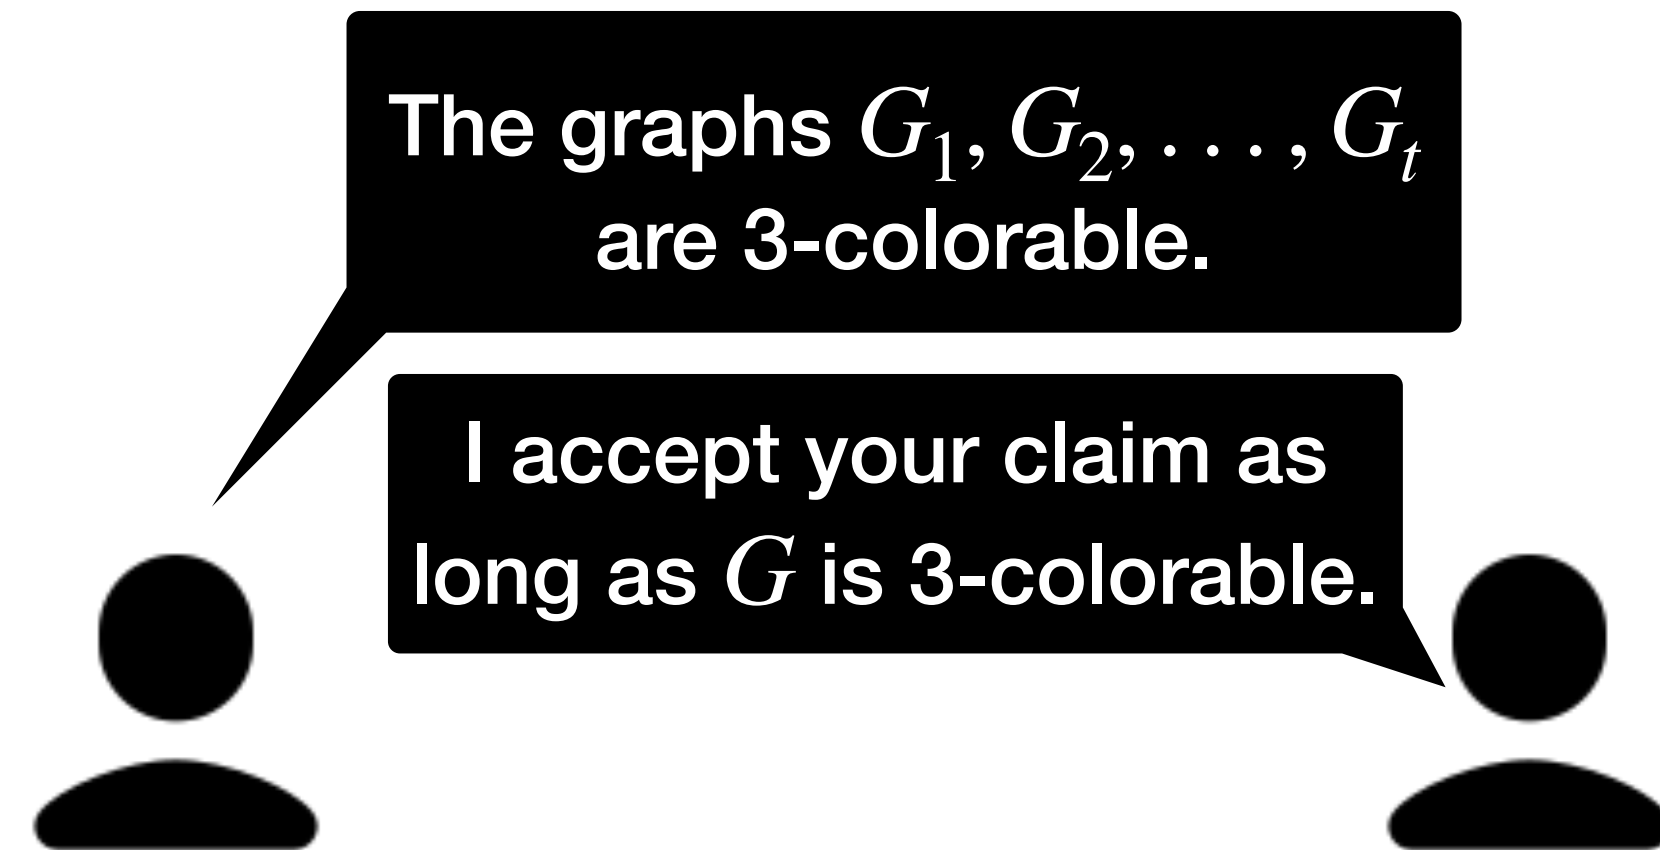 The graphs G₁, G₂, . . . , Gₜ
are 3-colorable.
I accept your claim as
long as G is 3-colorable.